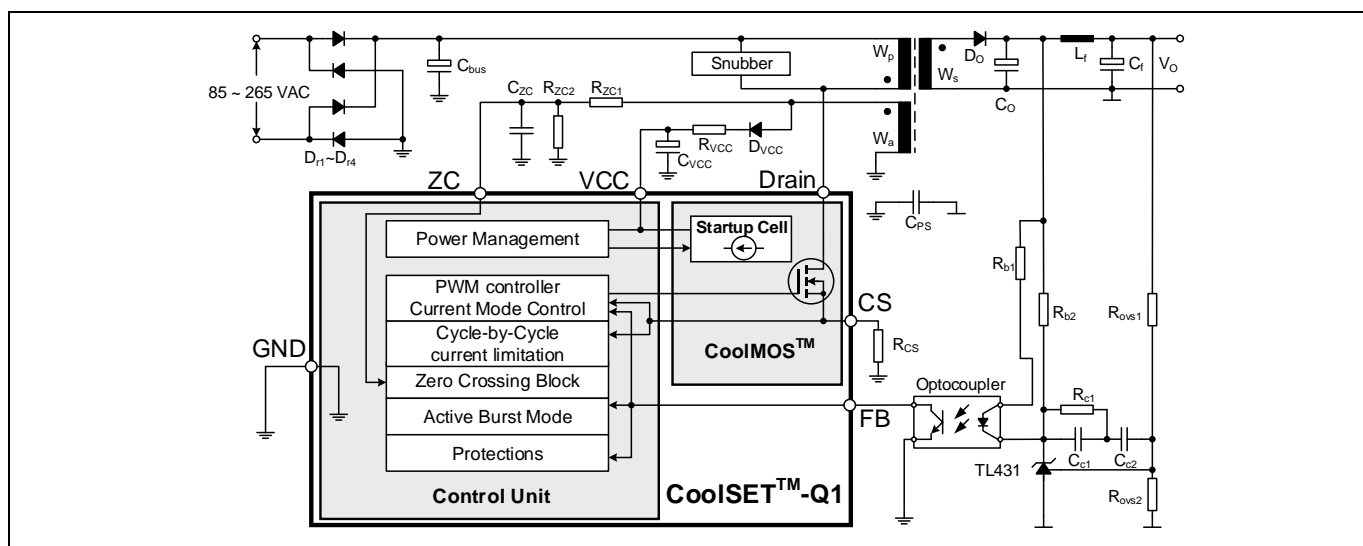 85 ~ 265 VAC
Dr1~Dr4
Cbus
Snubber
Wp
Ws
Wa
DO
CO
Lf
Cf
VO
CZC
RZC2
RZC1
RVCC
DVCC
CVCC
CPS
ZC
VCC
Drain
Power Management
Startup Cell
PWM controller
Current Mode Control
Cycle-by-Cycle
current limitation
Zero Crossing Block
Active Burst Mode
Protections
Control Unit
CoolMOS™
CoolSET™-Q1
GND
CS
RCS
FB
Optocoupler
Rb1
Rb2
Rovs1
Rc1
Cc1
Cc2
TL431
Rovs2